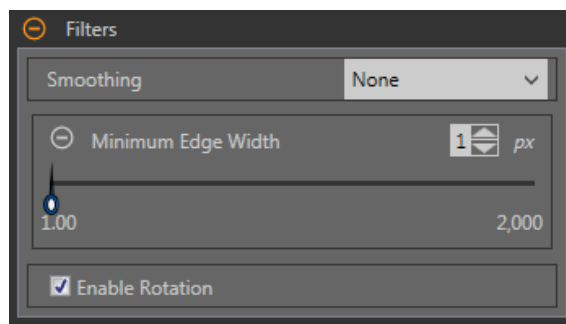 Filters
Smoothing None
Minimum Edge Width 1 px
1.00 2,000
Enable Rotation